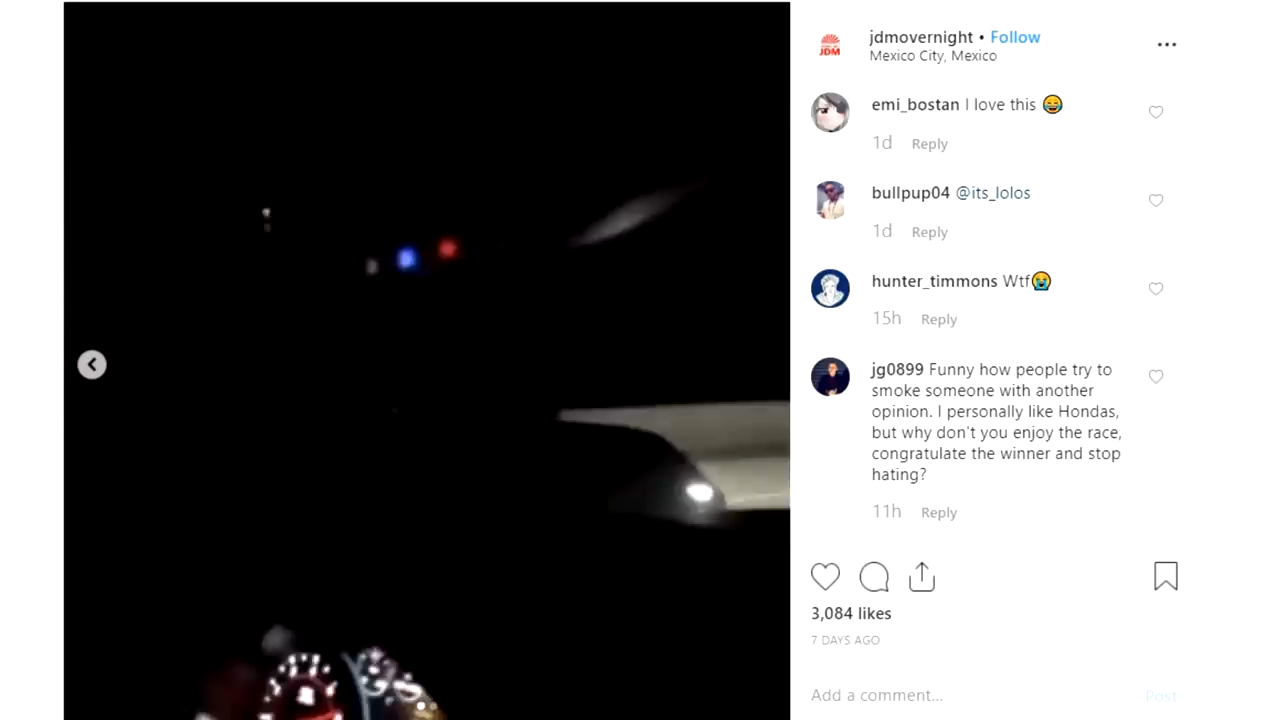 jdmovernight • Follow
Mexico City, Mexico
JDM
emi_bostan I love this 😂
1d Reply
bullpup04 @its_lolos
1d Reply
hunter_timmons Wtf😭
15h Reply
jg0899 Funny how people try to
smoke someone with another
opinion. I personally like Hondas,
but why don't you enjoy the race,
congratulate the winner and stop
hating?
11h Reply
3,084 likes
7 DAYS AGO
Add a comment... Post